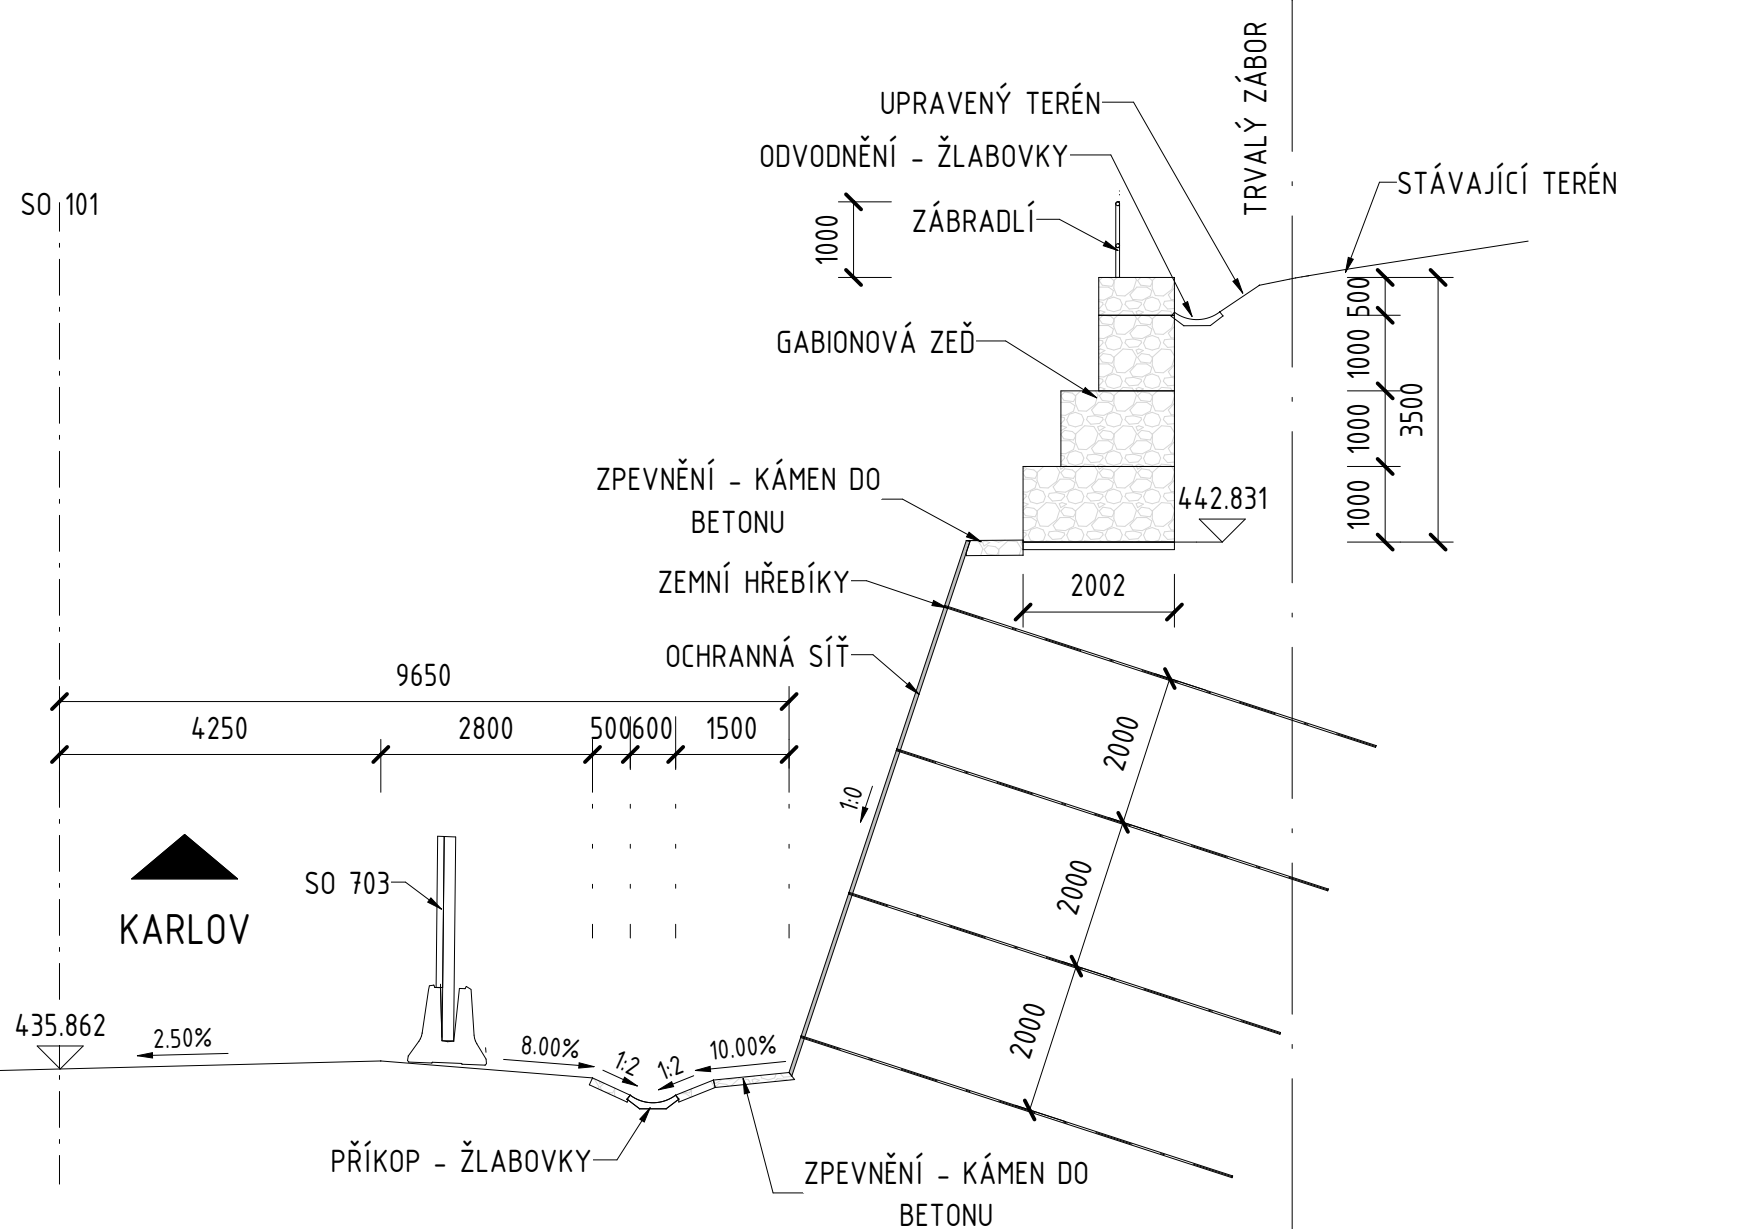 TRVALÝ ZÁBOR
UPRAVENÝ TERÉN
ODVODNĚNÍ - ŽLABOVKY
STÁVAJÍCÍ TERÉN
SO 101
ZÁBRADLÍ
1000
500
GABIONOVÁ ZEĎ
1000
3500
1000
ZPEVNĚNÍ - KÁMEN DO
BETONU
442.831
1000
ZEMNÍ HŘEBÍKY
2002
OCHRANNÁ SÍŤ
9650
4250
2800
500
600
1500
2000
1:0
SO 703
2000
KARLOV
435.862
2.50%
8.00%
1:2
1:2
10.00%
2000
PŘÍKOP - ŽLABOVKY
ZPEVNĚNÍ - KÁMEN DO
BETONU